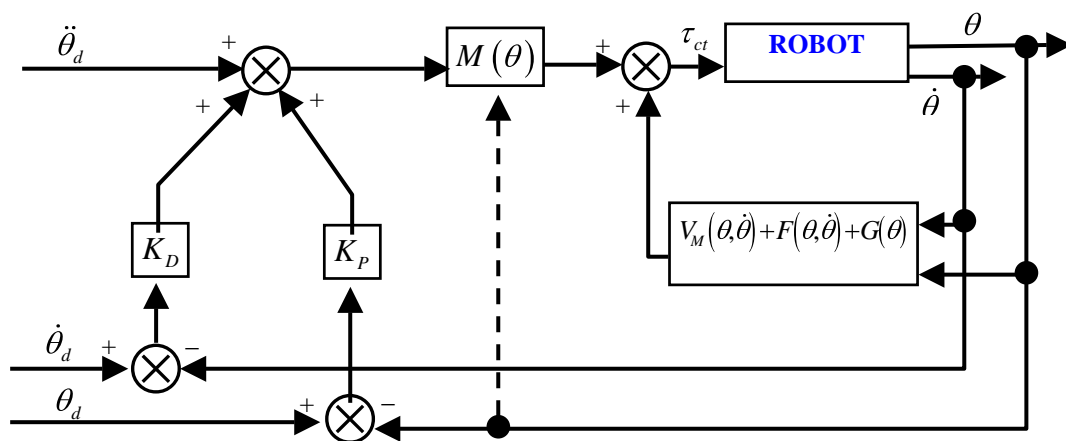 θ̈_d
+
+
+
M(θ)
+
+
τ_ct
ROBOT
θ
θ̇
K_D
K_P
V_M(θ,θ̇)+F(θ,θ̇)+G(θ)
θ̇_d
+
−
θ_d
+
−